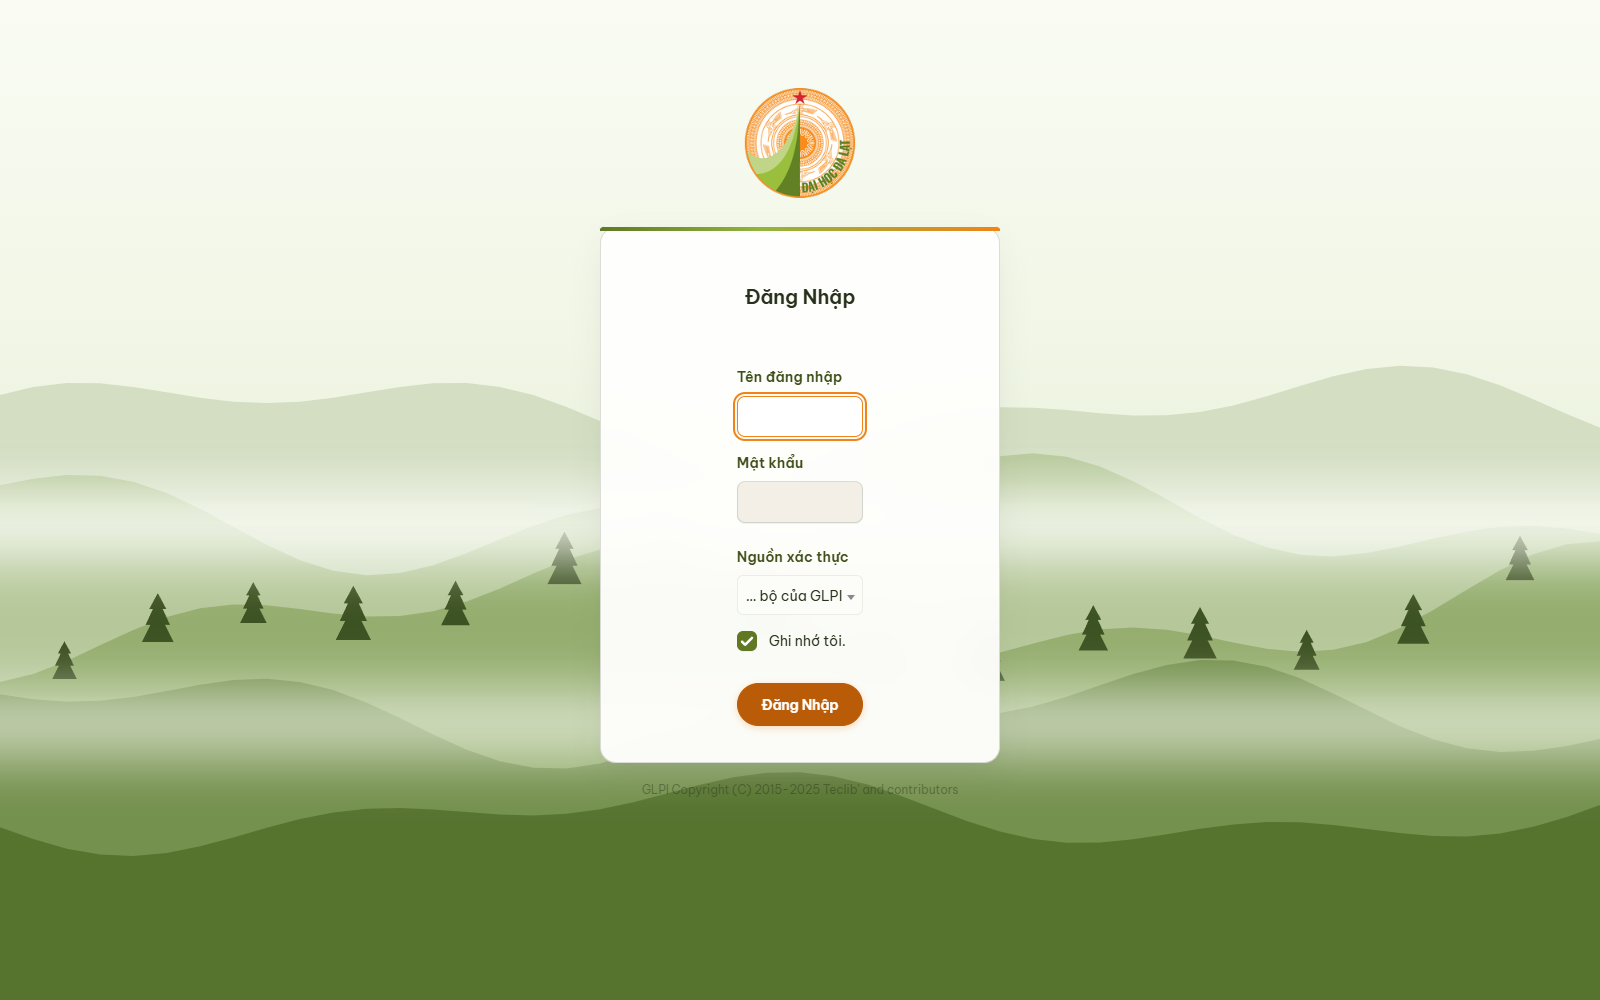 ĐẠI HỌC ĐÀ LẠT
Đăng Nhập
Tên đăng nhập
Mật khẩu
Nguồn xác thực
... bộ của GLPI
Ghi nhớ tôi.
Đăng Nhập
GLPI Copyright (C) 2015-2025 Teclib' and contributors